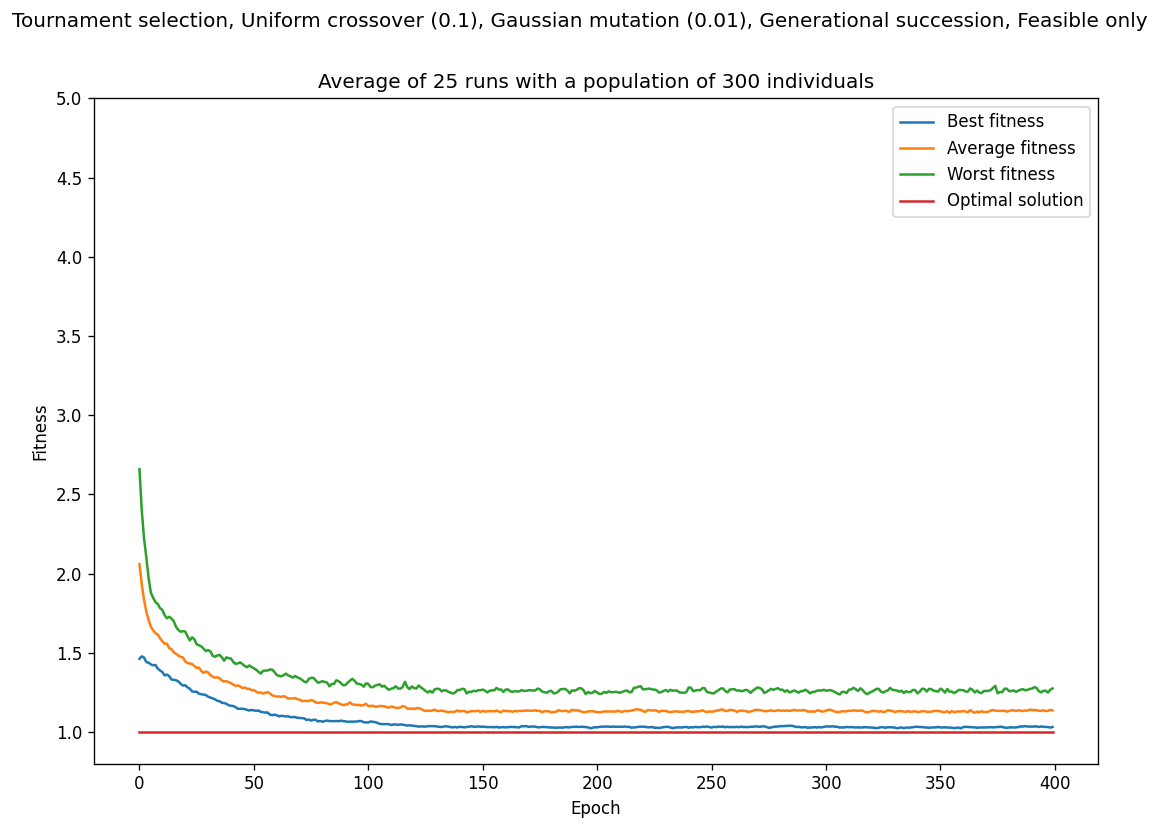 Tournament selection, Uniform crossover (0.1), Gaussian mutation (0.01), Generational succession, Feasible only
Average of 25 runs with a population of 300 individuals
Best fitness
Average fitness
Worst fitness
Optimal solution
Fitness
5.0
4.5
4.0
3.5
3.0
2.5
2.0
1.5
1.0
0 50 100 150 200 250 300 350 400
Epoch